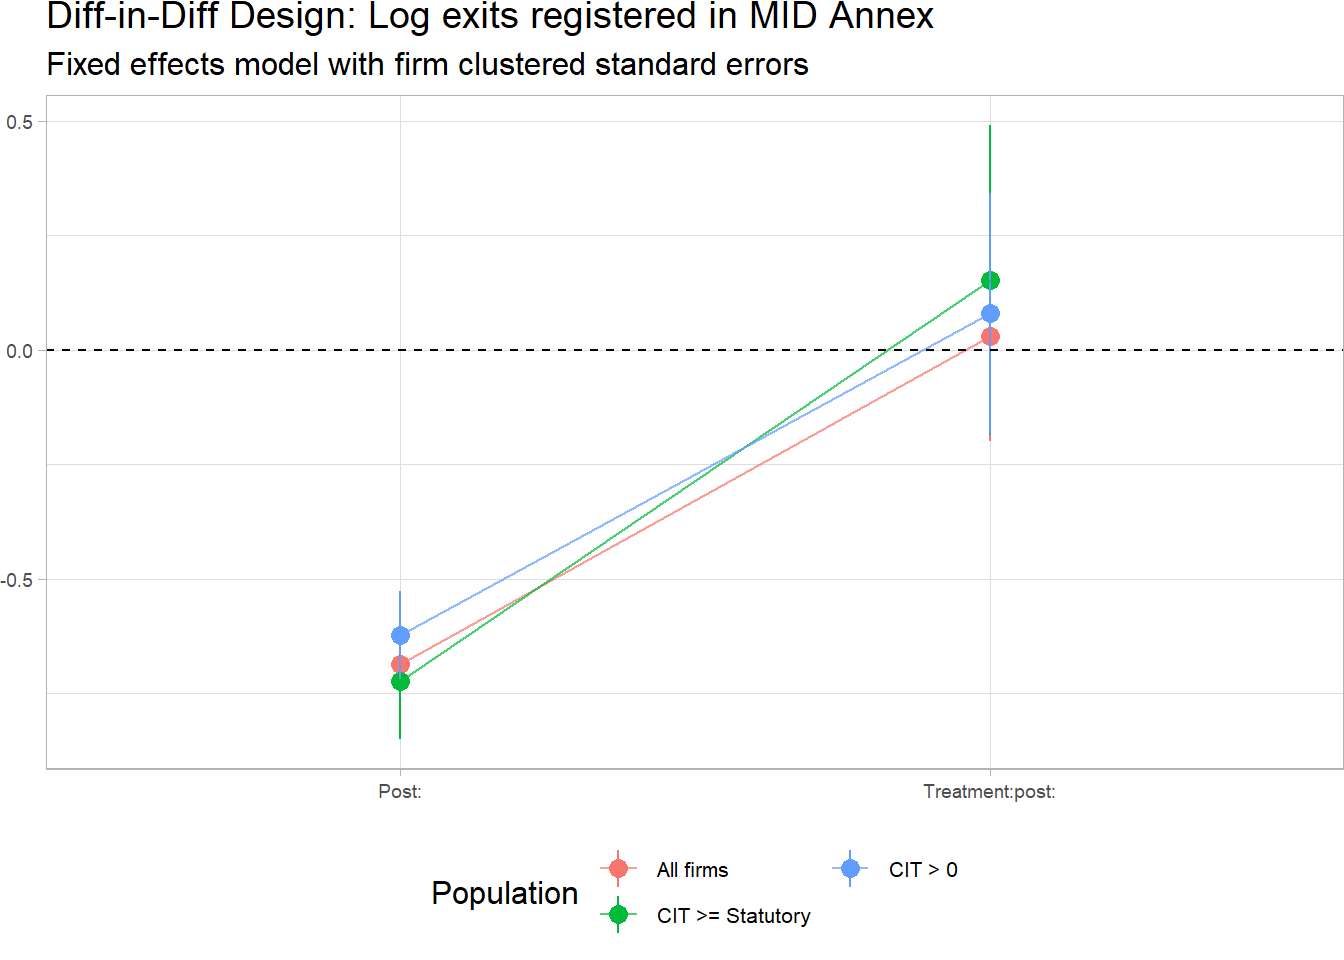 Diff-in-Diff Design: Log exits registered in MID Annex
Fixed effects model with firm clustered standard errors
0.5
0.0
-0.5
Post:
Treatment:post:
Population
All firms
CIT > 0
CIT >= Statutory